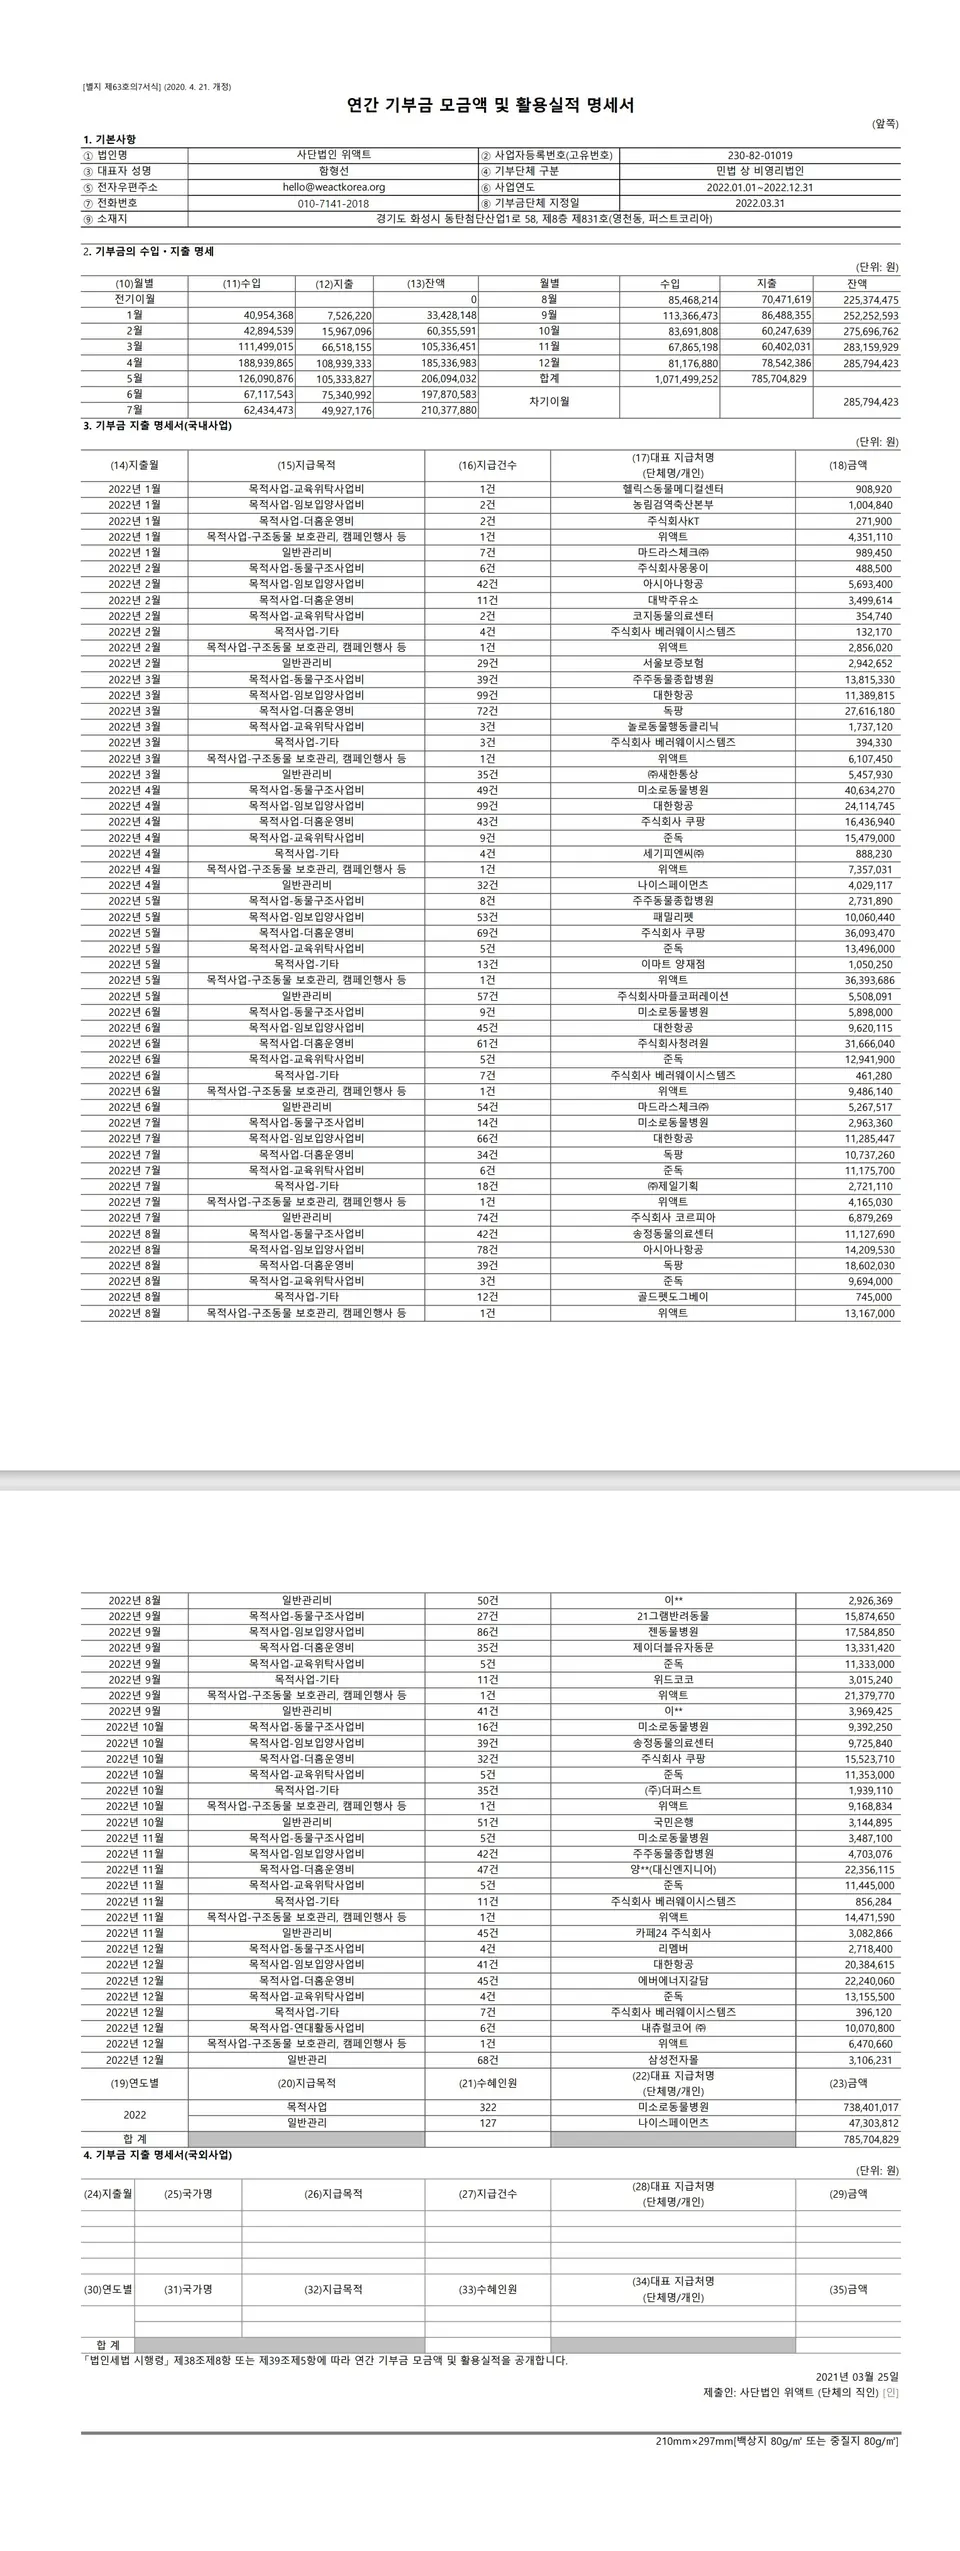 [별지 제63호의7서식] (2020. 4. 21. 개정)
연간 기부금 모금액 및 활용실적 명세서
(앞쪽)
1. 기본사항
① 법인명 사단법인 위액트 ② 사업자등록번호(고유번호) 230-82-01019
③ 대표자 성명 함형선 ④ 기부단체 구분 민법 상 비영리법인
⑤ 전자우편주소 hello@weactkorea.org ⑥ 사업연도 2022.01.01~2022.12.31
⑦ 전화번호 010-7141-2018 ⑧ 기부금단체 지정일 2022.03.31
⑨ 소재지 경기도 화성시 동탄첨단산업1로 58, 제8층 제831호(영천동, 퍼스트코리아)
2. 기부금의 수입・지출 명세
(단위: 원)
(10)월별 (11)수입 (12)지출 (13)잔액 월별 수입 지출 잔액
전기이월 0 8월 85,468,214 70,471,619 225,374,475
1월 40,954,368 7,526,220 33,428,148 9월 113,366,473 86,488,355 252,252,593
2월 42,894,539 15,967,096 60,355,591 10월 83,691,808 60,247,639 275,696,762
3월 111,499,015 66,518,155 105,336,451 11월 67,865,198 60,402,031 283,159,929
4월 188,939,865 108,939,333 185,336,983 12월 81,176,880 78,542,386 285,794,423
5월 126,090,876 105,333,827 206,094,032 합계 1,071,499,252 785,704,829
6월 67,117,543 75,340,992 197,870,583 차기이월 285,794,423
7월 62,434,473 49,927,176 210,377,880
3. 기부금 지출 명세서(국내사업)
(단위: 원)
(14)지출월 (15)지급목적 (16)지급건수 (17)대표 지급처명 (18)금액
(단체명/개인)
2022년 1월 목적사업-교육위탁사업비 1건 헬릭스동물메디컬센터 908,920
2022년 1월 목적사업-임보입양사업비 2건 농림검역축산본부 1,004,840
2022년 1월 목적사업-더홈운영비 2건 주식회사KT 271,900
2022년 1월 목적사업-구조동물 보호관리, 캠페인행사 등 1건 위액트 4,351,110
2022년 1월 일반관리비 7건 마드라스체크㈜ 989,450
2022년 2월 목적사업-동물구조사업비 6건 주식회사몽몽이 488,500
2022년 2월 목적사업-임보입양사업비 42건 아시아나항공 5,693,400
2022년 2월 목적사업-더홈운영비 11건 대박주유소 3,499,614
2022년 2월 목적사업-교육위탁사업비 2건 코지동물의료센터 354,740
2022년 2월 목적사업-기타 4건 주식회사 베러웨이시스템즈 132,170
2022년 2월 목적사업-구조동물 보호관리, 캠페인행사 등 1건 위액트 2,856,020
2022년 2월 일반관리비 29건 서울보증보험 2,942,652
2022년 3월 목적사업-동물구조사업비 39건 주주동물종합병원 13,815,330
2022년 3월 목적사업-임보입양사업비 99건 대한항공 11,389,815
2022년 3월 목적사업-더홈운영비 72건 독팡 27,616,180
2022년 3월 목적사업-교육위탁사업비 3건 놀로동물행동클리닉 1,737,120
2022년 3월 목적사업-기타 3건 주식회사 베러웨이시스템즈 394,330
2022년 3월 목적사업-구조동물 보호관리, 캠페인행사 등 1건 위액트 6,107,450
2022년 3월 일반관리비 35건 ㈜새한통상 5,457,930
2022년 4월 목적사업-동물구조사업비 49건 미소로동물병원 40,634,270
2022년 4월 목적사업-임보입양사업비 99건 대한항공 24,114,745
2022년 4월 목적사업-더홈운영비 43건 주식회사 쿠팡 16,436,940
2022년 4월 목적사업-교육위탁사업비 9건 준독 15,479,000
2022년 4월 목적사업-기타 4건 세기피엔씨㈜ 888,230
2022년 4월 목적사업-구조동물 보호관리, 캠페인행사 등 1건 위액트 7,357,031
2022년 4월 일반관리비 32건 나이스페이먼츠 4,029,117
2022년 5월 목적사업-동물구조사업비 8건 주주동물종합병원 2,731,890
2022년 5월 목적사업-임보입양사업비 53건 패밀리펫 10,060,440
2022년 5월 목적사업-더홈운영비 69건 주식회사 쿠팡 36,093,470
2022년 5월 목적사업-교육위탁사업비 5건 준독 13,496,000
2022년 5월 목적사업-기타 13건 이마트 양재점 1,050,250
2022년 5월 목적사업-구조동물 보호관리, 캠페인행사 등 1건 위액트 36,393,686
2022년 5월 일반관리비 57건 주식회사마플코퍼레이션 5,508,091
2022년 6월 목적사업-동물구조사업비 9건 미소로동물병원 5,898,000
2022년 6월 목적사업-임보입양사업비 45건 대한항공 9,620,115
2022년 6월 목적사업-더홈운영비 61건 주식회사청려원 31,666,040
2022년 6월 목적사업-교육위탁사업비 5건 준독 12,941,900
2022년 6월 목적사업-기타 7건 주식회사 베러웨이시스템즈 461,280
2022년 6월 목적사업-구조동물 보호관리, 캠페인행사 등 1건 위액트 9,486,140
2022년 6월 일반관리비 54건 마드라스체크㈜ 5,267,517
2022년 7월 목적사업-동물구조사업비 14건 미소로동물병원 2,963,360
2022년 7월 목적사업-임보입양사업비 66건 대한항공 11,285,447
2022년 7월 목적사업-더홈운영비 34건 독팡 10,737,260
2022년 7월 목적사업-교육위탁사업비 6건 준독 11,175,700
2022년 7월 목적사업-기타 18건 ㈜제일기획 2,721,110
2022년 7월 목적사업-구조동물 보호관리, 캠페인행사 등 1건 위액트 4,165,030
2022년 7월 일반관리비 74건 주식회사 코르피아 6,879,269
2022년 8월 목적사업-동물구조사업비 42건 송정동물의료센터 11,127,690
2022년 8월 목적사업-임보입양사업비 78건 아시아나항공 14,209,530
2022년 8월 목적사업-더홈운영비 39건 독팡 18,602,030
2022년 8월 목적사업-교육위탁사업비 3건 준독 9,694,000
2022년 8월 목적사업-기타 12건 골드펫도그베이 745,000
2022년 8월 목적사업-구조동물 보호관리, 캠페인행사 등 1건 위액트 13,167,000
2022년 8월 일반관리비 50건 이** 2,926,369
2022년 9월 목적사업-동물구조사업비 27건 21그램반려동물 15,874,650
2022년 9월 목적사업-임보입양사업비 86건 젠동물병원 17,584,850
2022년 9월 목적사업-더홈운영비 35건 제이더블유자동문 13,331,420
2022년 9월 목적사업-교육위탁사업비 5건 준독 11,333,000
2022년 9월 목적사업-기타 11건 위드코코 3,015,240
2022년 9월 목적사업-구조동물 보호관리, 캠페인행사 등 1건 위액트 21,379,770
2022년 9월 일반관리비 41건 이** 3,969,425
2022년 10월 목적사업-동물구조사업비 16건 미소로동물병원 9,392,250
2022년 10월 목적사업-임보입양사업비 39건 송정동물의료센터 9,725,840
2022년 10월 목적사업-더홈운영비 32건 주식회사 쿠팡 15,523,710
2022년 10월 목적사업-교육위탁사업비 5건 준독 11,353,000
2022년 10월 목적사업-기타 35건 (주)더퍼스트 1,939,110
2022년 10월 목적사업-구조동물 보호관리, 캠페인행사 등 1건 위액트 9,168,834
2022년 10월 일반관리비 51건 국민은행 3,144,895
2022년 11월 목적사업-동물구조사업비 5건 미소로동물병원 3,487,100
2022년 11월 목적사업-임보입양사업비 42건 주주동물종합병원 4,703,076
2022년 11월 목적사업-더홈운영비 47건 양**(대신엔지니어) 22,356,115
2022년 11월 목적사업-교육위탁사업비 5건 준독 11,445,000
2022년 11월 목적사업-기타 11건 주식회사 베러웨이시스템즈 856,284
2022년 11월 목적사업-구조동물 보호관리, 캠페인행사 등 1건 위액트 14,471,590
2022년 11월 일반관리비 45건 카페24 주식회사 3,082,866
2022년 12월 목적사업-동물구조사업비 4건 리멤버 2,718,400
2022년 12월 목적사업-임보입양사업비 41건 대한항공 20,384,615
2022년 12월 목적사업-더홈운영비 45건 에버에너지갈담 22,240,060
2022년 12월 목적사업-교육위탁사업비 4건 준독 13,155,500
2022년 12월 목적사업-기타 7건 주식회사 베러웨이시스템즈 396,120
2022년 12월 목적사업-연대활동사업비 6건 내츄럴코어 ㈜ 10,070,800
2022년 12월 목적사업-구조동물 보호관리, 캠페인행사 등 1건 위액트 6,470,660
2022년 12월 일반관리 68건 삼성전자몰 3,106,231
(19)연도별 (20)지급목적 (21)수혜인원 (22)대표 지급처명 (23)금액
(단체명/개인)
2022 목적사업 322 미소로동물병원 738,401,017
일반관리 127 나이스페이먼츠 47,303,812
합 계 785,704,829
4. 기부금 지출 명세서(국외사업)
(단위: 원)
(24)지출월 (25)국가명 (26)지급목적 (27)지급건수 (28)대표 지급처명 (29)금액
(단체명/개인)
(30)연도별 (31)국가명 (32)지급목적 (33)수혜인원 (34)대표 지급처명 (35)금액
(단체명/개인)
합 계
「법인세법 시행령」 제38조제8항 또는 제39조제5항에 따라 연간 기부금 모금액 및 활용실적을 공개합니다.
2021년 03월 25일
제출인: 사단법인 위액트 (단체의 직인) [인]
210mm×297mm[백상지 80g/㎡ 또는 중질지 80g/㎡]